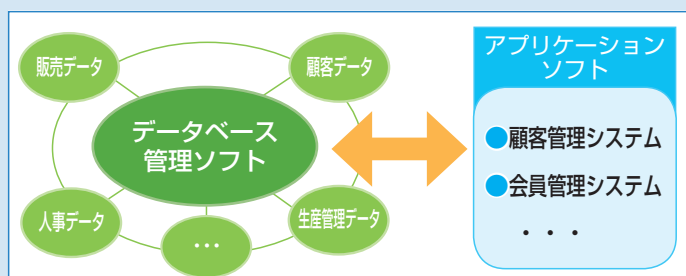 販売データ
顧客データ
データベース
管理ソフト
人事データ
・・・
生産管理データ
アプリケーション
ソフト
●顧客管理システム
●会員管理システム
・・・